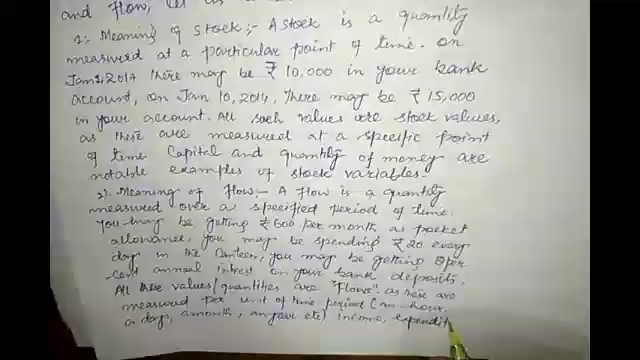 and flow, let us
1:- Meaning of Stock:- A Stock is a quantity
measured at a particular point of time. on
Jan 1, 2014 there may be ₹ 10,000 in your bank
account, on Jan 10, 2014, there may be ₹ 15,000
in your account. All such values are stock values,
as these are measured at a specific point
of time Capital and quantity of money are
notable examples of stock variables.
2:- Meaning of flow:- A flow is a quantity
measured over a specified period of time.
You may be getting ₹ 600 per month as pocket
allowance, you may be spending ₹ 20 every
day in the Canteen, you may be getting per
cent annual intrest on your bank deposits.
All these values/quantities are "flows". as these are
measured per unit of time period (an hour
a day, a month, an year etc) income, expendit